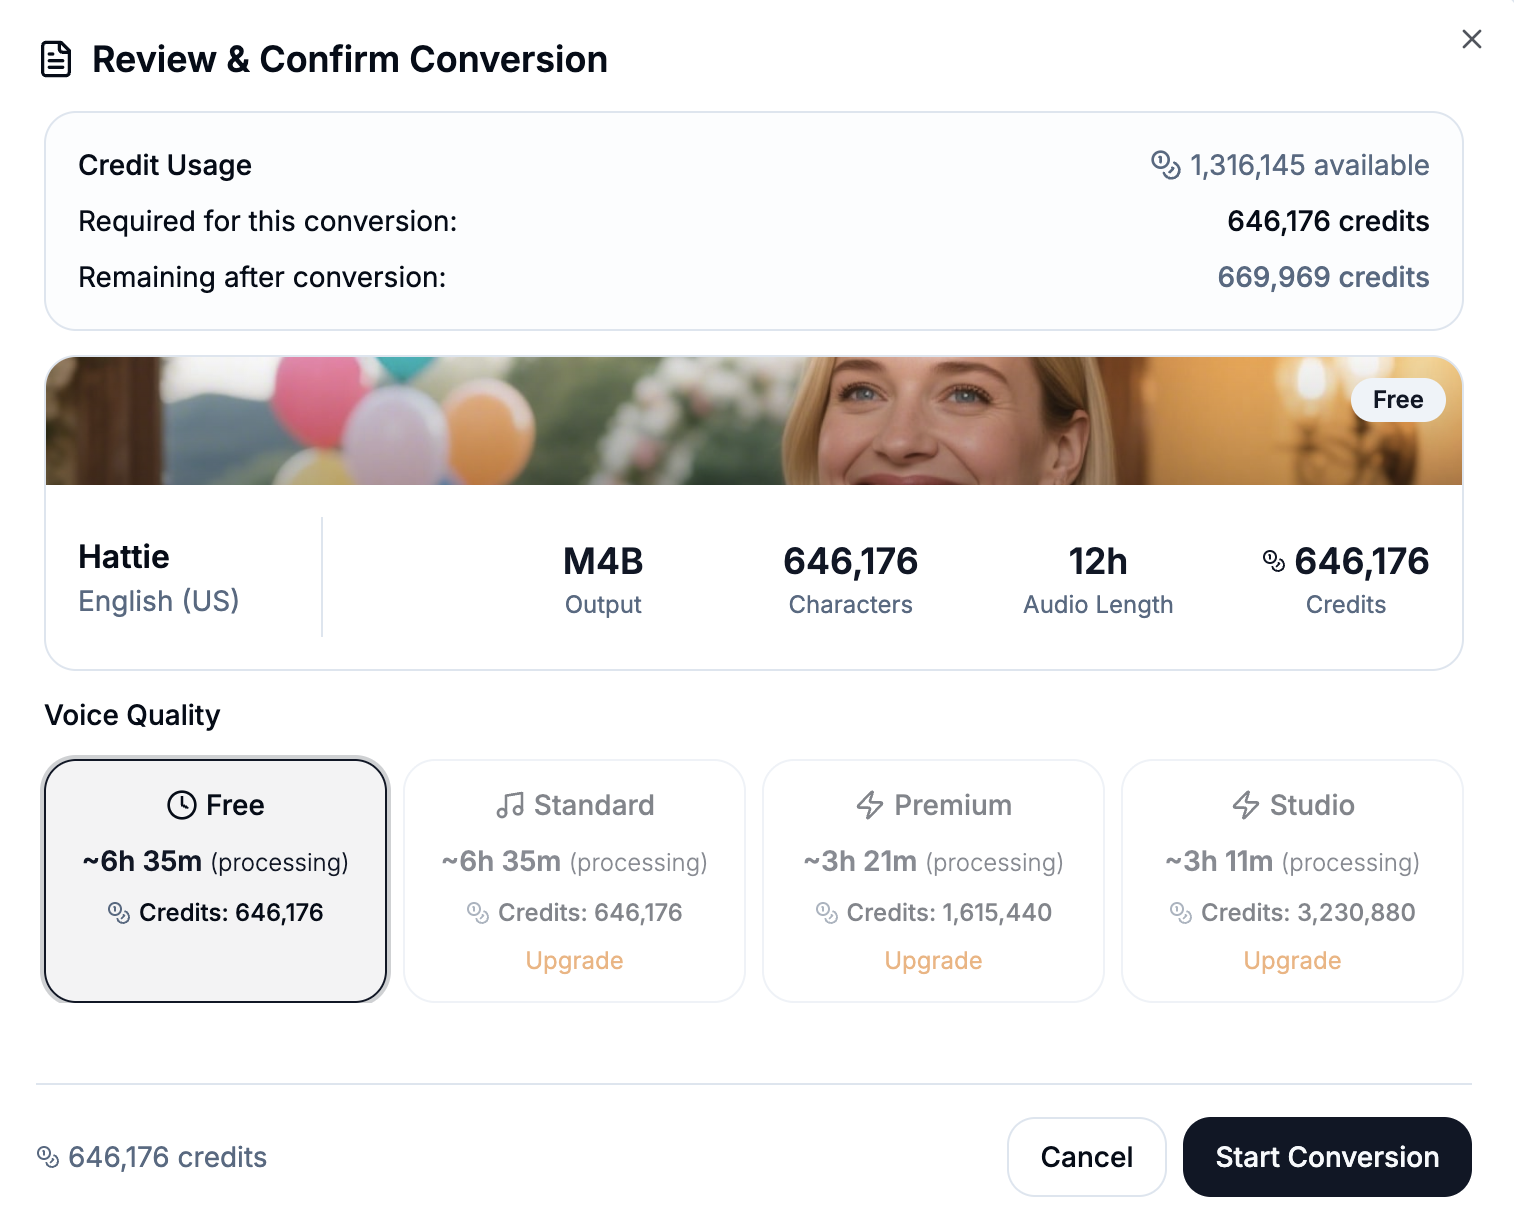 Review & Confirm Conversion
Credit Usage
1,316,145 available
Required for this conversion:
646,176 credits
Remaining after conversion:
669,969 credits
Free
Hattie
English (US)
M4B
Output
646,176
Characters
12h
Audio Length
646,176
Credits
Voice Quality
Free
~6h 35m (processing)
Credits: 646,176
Standard
~6h 35m (processing)
Credits: 646,176
Upgrade
Premium
~3h 21m (processing)
Credits: 1,615,440
Upgrade
Studio
~3h 11m (processing)
Credits: 3,230,880
Upgrade
646,176 credits
Cancel
Start Conversion